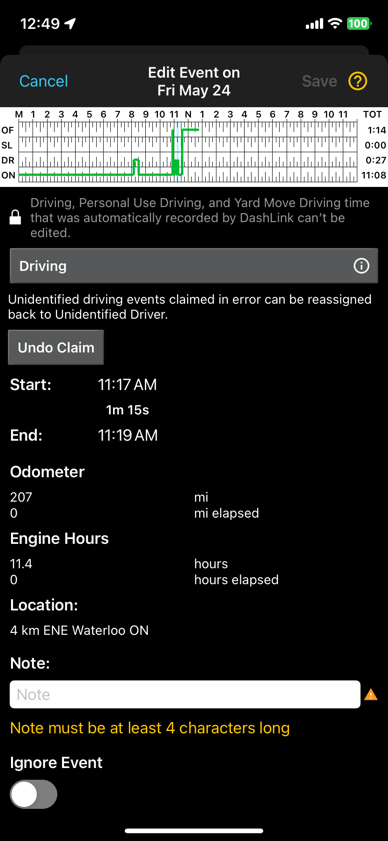 12:49
100
Cancel
Edit Event on
Fri May 24
Save
?
M 1 2 3 4 5 6 7 8 9 10 11 N 1 2 3 4 5 6 7 8 9 10 11 TOT
OF 1:14
SL 0:00
DR 0:27
ON 11:08
Driving, Personal Use Driving, and Yard Move Driving time
that was automatically recorded by DashLink can't be
edited.
Driving
Unidentified driving events claimed in error can be reassigned
back to Unidentified Driver.
Undo Claim
Start: 11:17 AM
1m 15s
End: 11:19 AM
Odometer
207 mi
0 mi elapsed
Engine Hours
11.4 hours
0 hours elapsed
Location:
4 km ENE Waterloo ON
Note:
Note
Note must be at least 4 characters long
Ignore Event